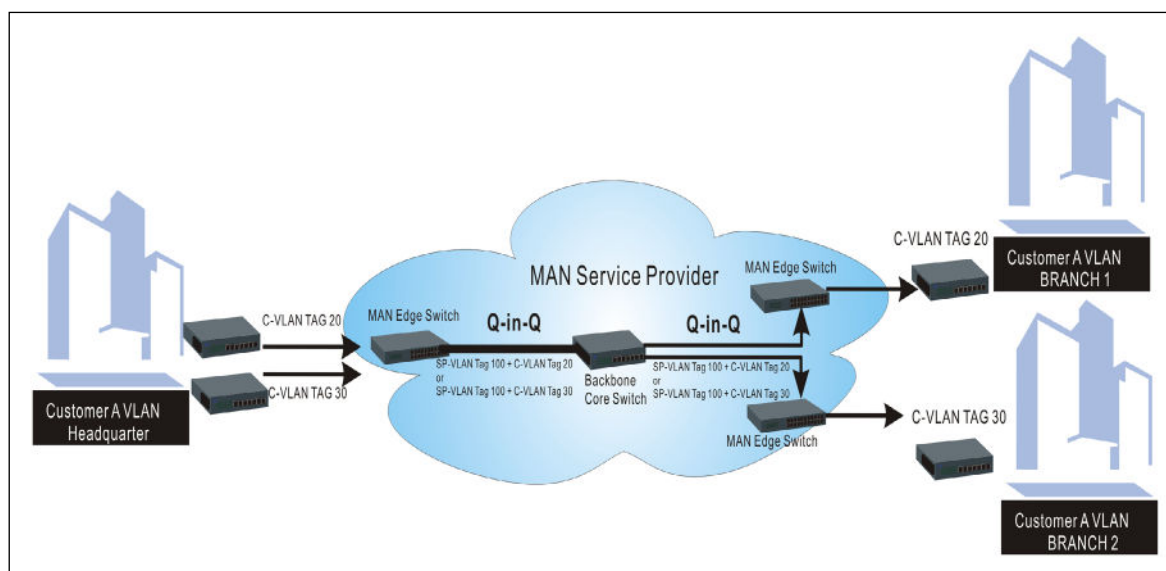 C-VLAN TAG 20
C-VLAN TAG 30
Customer A VLAN
Headquarter
MAN Service Provider
MAN Edge Switch
Q-in-Q
SP-VLAN Tag 100 + C-VLAN Tag 20
or
SP-VLAN Tag 100 + C-VLAN Tag 30
Backbone
Core Switch
Q-in-Q
SP-VLAN Tag 100 + C-VLAN Tag 20
or
SP-VLAN Tag 100 + C-VLAN Tag 30
MAN Edge Switch
MAN Edge Switch
C-VLAN TAG 20
Customer A VLAN
BRANCH 1
C-VLAN TAG 30
Customer A VLAN
BRANCH 2